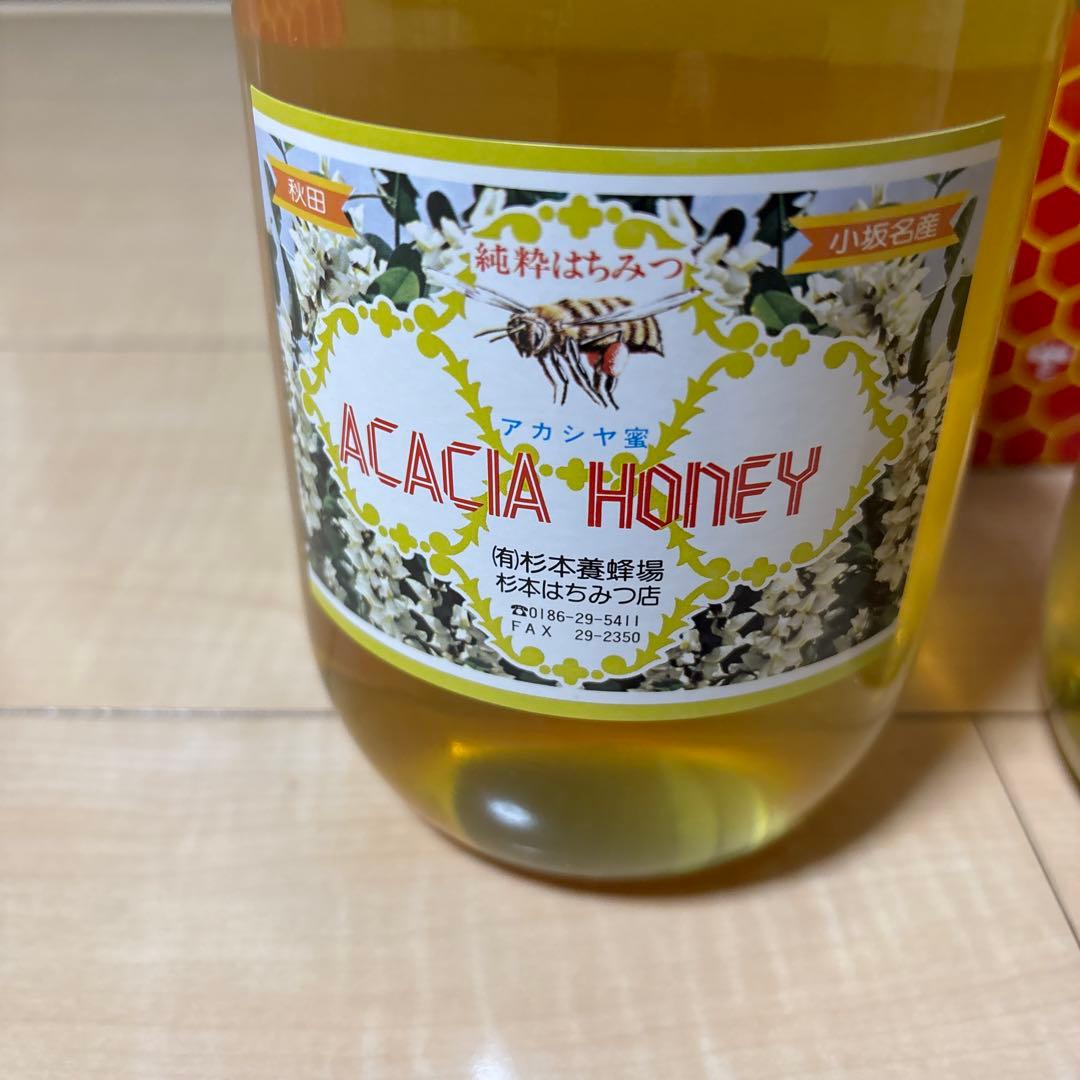 秋田
小坂名産
純粋はちみつ
アカシヤ蜜
ACACIA HONEY
㈲杉本養蜂場
杉本はちみつ店
☎0186-29-5411
FAX 29-2350